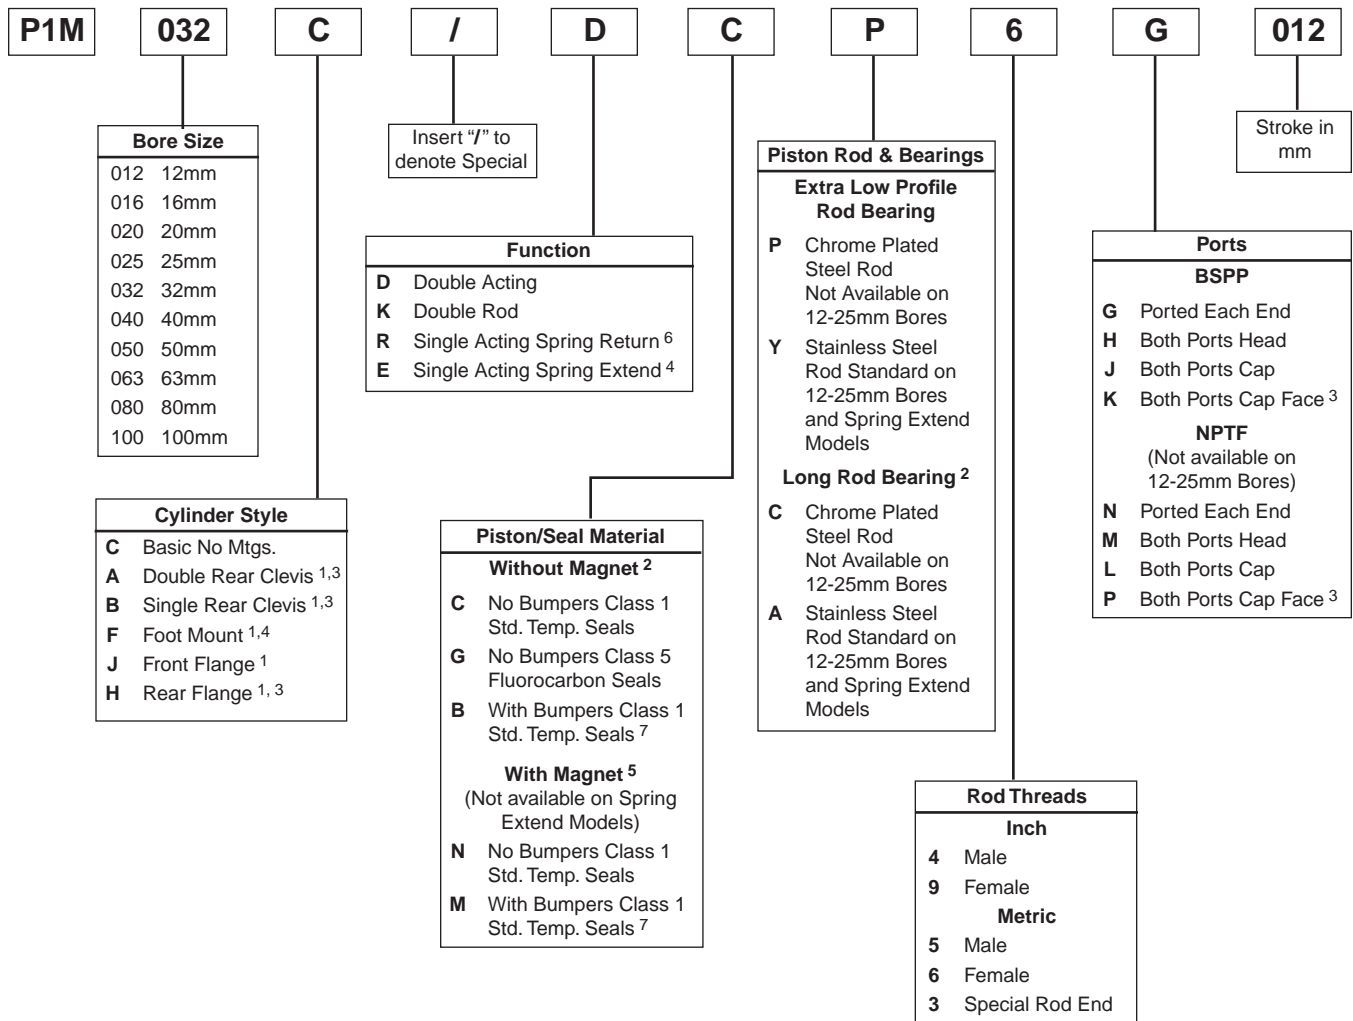 P1M 032 C / D C P 6 G 012
Bore Size
012 12mm
016 16mm
020 20mm
025 25mm
032 32mm
040 40mm
050 50mm
063 63mm
080 80mm
100 100mm
Insert “/” to
denote Special
Stroke in
mm
Function
D Double Acting
K Double Rod
R Single Acting Spring Return 6
E Single Acting Spring Extend 4
Piston Rod & Bearings
Extra Low Profile
Rod Bearing
P Chrome Plated
Steel Rod
Not Available on
12-25mm Bores
Y Stainless Steel
Rod Standard on
12-25mm Bores
and Spring Extend
Models
Long Rod Bearing 2
C Chrome Plated
Steel Rod
Not Available on
12-25mm Bores
A Stainless Steel
Rod Standard on
12-25mm Bores
and Spring Extend
Models
Ports
BSPP
G Ported Each End
H Both Ports Head
J Both Ports Cap
K Both Ports Cap Face 3
NPTF
(Not available on
12-25mm Bores)
N Ported Each End
M Both Ports Head
L Both Ports Cap
P Both Ports Cap Face 3
Cylinder Style
C Basic No Mtgs.
A Double Rear Clevis 1,3
B Single Rear Clevis 1,3
F Foot Mount 1,4
J Front Flange 1
H Rear Flange 1, 3
Piston/Seal Material
Without Magnet 2
C No Bumpers Class 1
Std. Temp. Seals
G No Bumpers Class 5
Fluorocarbon Seals
B With Bumpers Class 1
Std. Temp. Seals 7
With Magnet 5
(Not available on Spring
Extend Models)
N No Bumpers Class 1
Std. Temp. Seals
M With Bumpers Class 1
Std. Temp. Seals 7
Rod Threads
Inch
4 Male
9 Female
Metric
5 Male
6 Female
3 Special Rod End